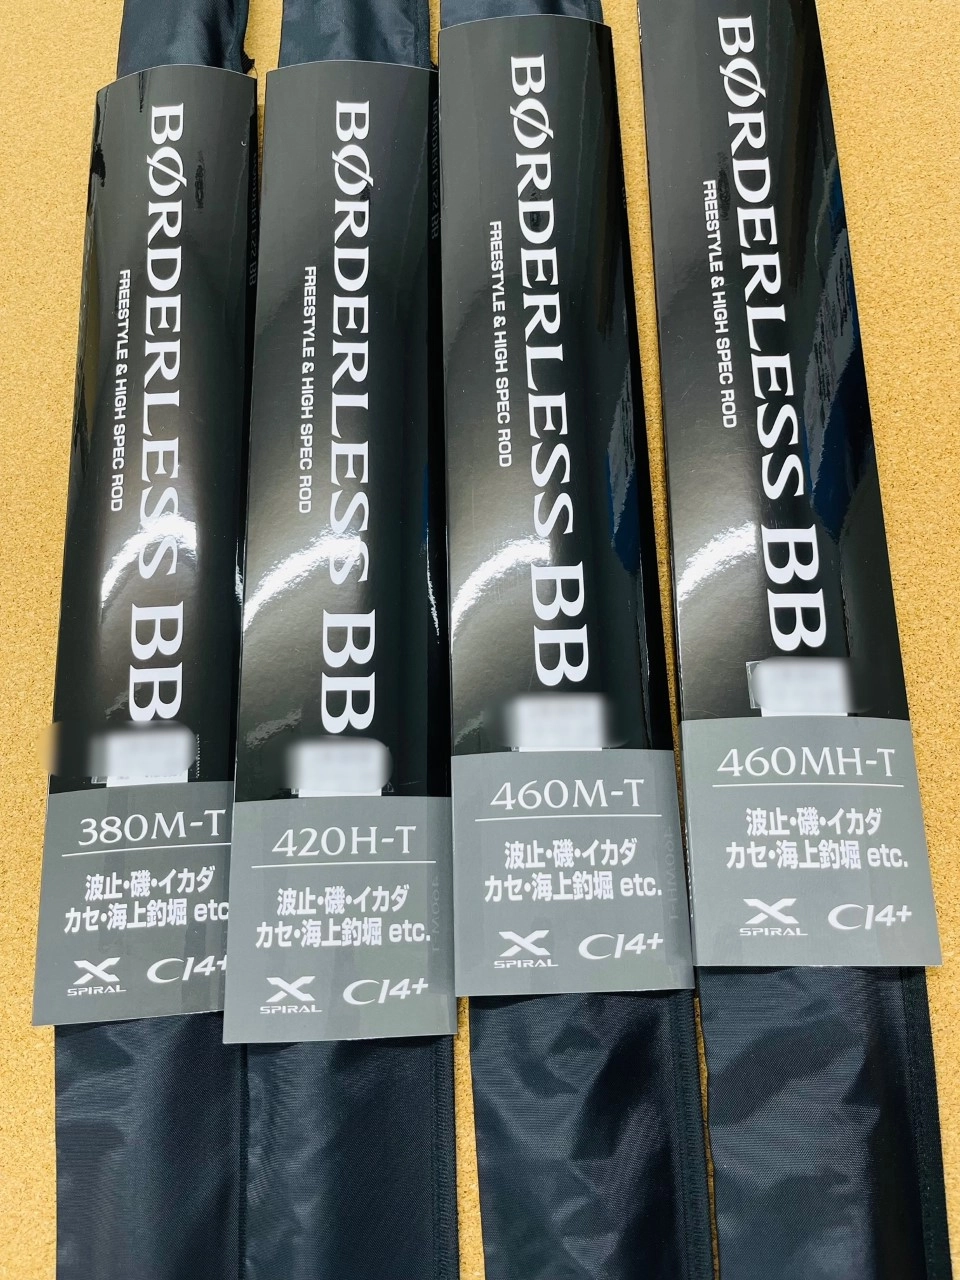 BØRDERLESS BB
FREESTYLE & HIGH SPEC ROD
380M-T
波止・磯・イカダ
カセ・海上釣堀 etc
X
SPIRAL
CI4+
BØRDERLESS BB
FREESTYLE & HIGH SPEC ROD
420H-T
波止・磯・イカダ
カセ・海上釣堀 etc.
X
SPIRAL
CI4+
BØRDERLESS BB
FREESTYLE & HIGH SPEC ROD
460M-T
波止・磯・イカダ
カセ・海上釣堀 etc.
X
SPIRAL
CI4+
BØRDERLESS BB
FREESTYLE & HIGH SPEC ROD
460MH-T
波止・磯・イカダ
カセ・海上釣堀 etc.
X
SPIRAL
CI4+